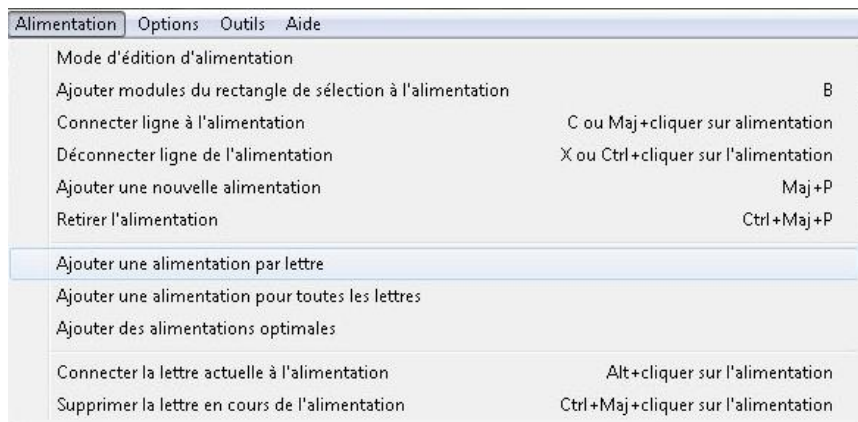 Alimentation Options Outils Aide
Mode d'édition d'alimentation
Ajouter modules du rectangle de sélection à l'alimentation B
Connecter ligne à l'alimentation C ou Maj+cliquer sur alimentation
Déconnecter ligne de l'alimentation X ou Ctrl+cliquer sur l'alimentation
Ajouter une nouvelle alimentation Maj+P
Retirer l'alimentation Ctrl+Maj+P
Ajouter une alimentation par lettre
Ajouter une alimentation pour toutes les lettres
Ajouter des alimentations optimales
Connecter la lettre actuelle à l'alimentation Alt+cliquer sur l'alimentation
Supprimer la lettre en cours de l'alimentation Ctrl+Maj+cliquer sur l'alimentation